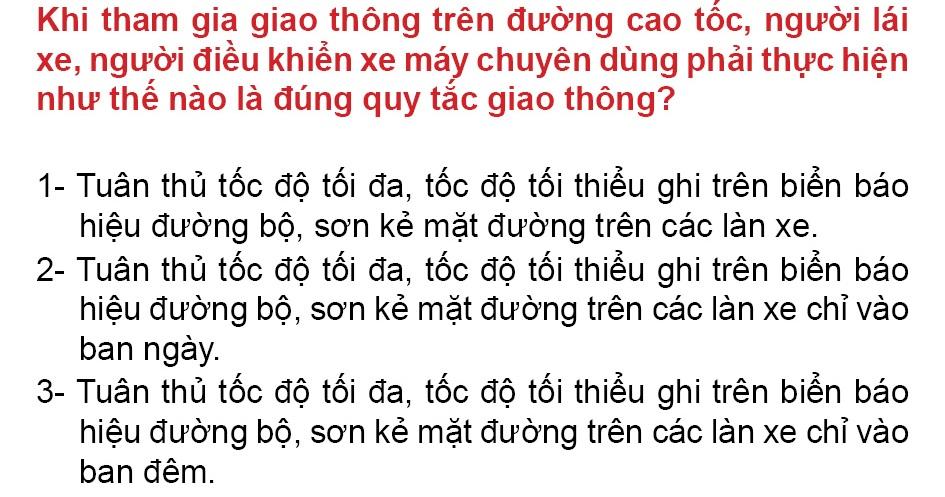 Khi tham gia giao thông trên đường cao tốc, người lái
xe, người điều khiển xe máy chuyên dùng phải thực hiện
như thế nào là đúng quy tắc giao thông?
1- Tuân thủ tốc độ tối đa, tốc độ tối thiểu ghi trên biển báo
hiệu đường bộ, sơn kẻ mặt đường trên các làn xe.
2- Tuân thủ tốc độ tối đa, tốc độ tối thiểu ghi trên biển báo
hiệu đường bộ, sơn kẻ mặt đường trên các làn xe chỉ vào
ban ngày.
3- Tuân thủ tốc độ tối đa, tốc độ tối thiểu ghi trên biển báo
hiệu đường bộ, sơn kẻ mặt đường trên các làn xe chỉ vào
ban đêm.